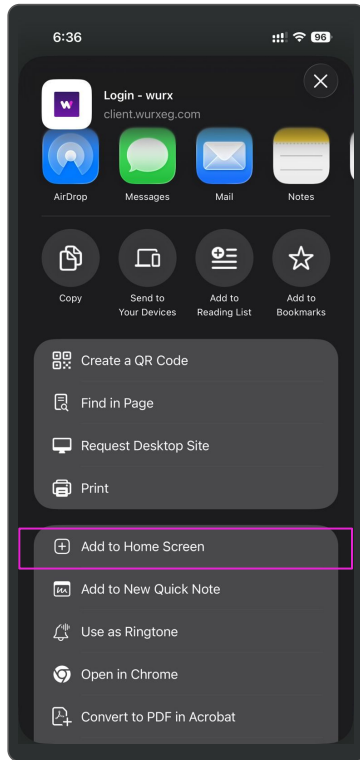 6:36
96
Login - wurx
client.wurxeg.com
AirDrop
Messages
Mail
Notes
Copy
Send to
Your Devices
Add to
Reading List
Add to
Bookmarks
Create a QR Code
Find in Page
Request Desktop Site
Print
Add to Home Screen
Add to New Quick Note
Use as Ringtone
Open in Chrome
Convert to PDF in Acrobat